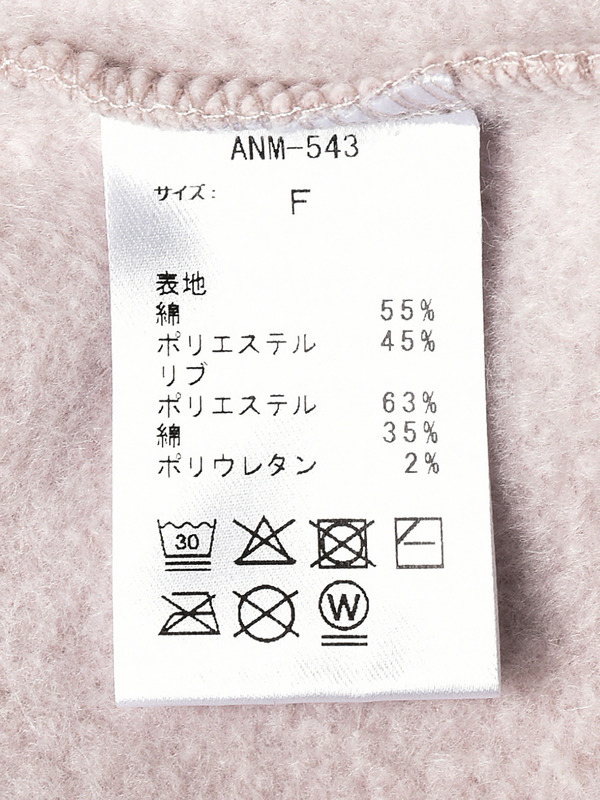 ANM-543
サイズ: F
表地
綿 55%
ポリエステル 45%
リブ
ポリエステル 63%
綿 35%
ポリウレタン 2%
30
W